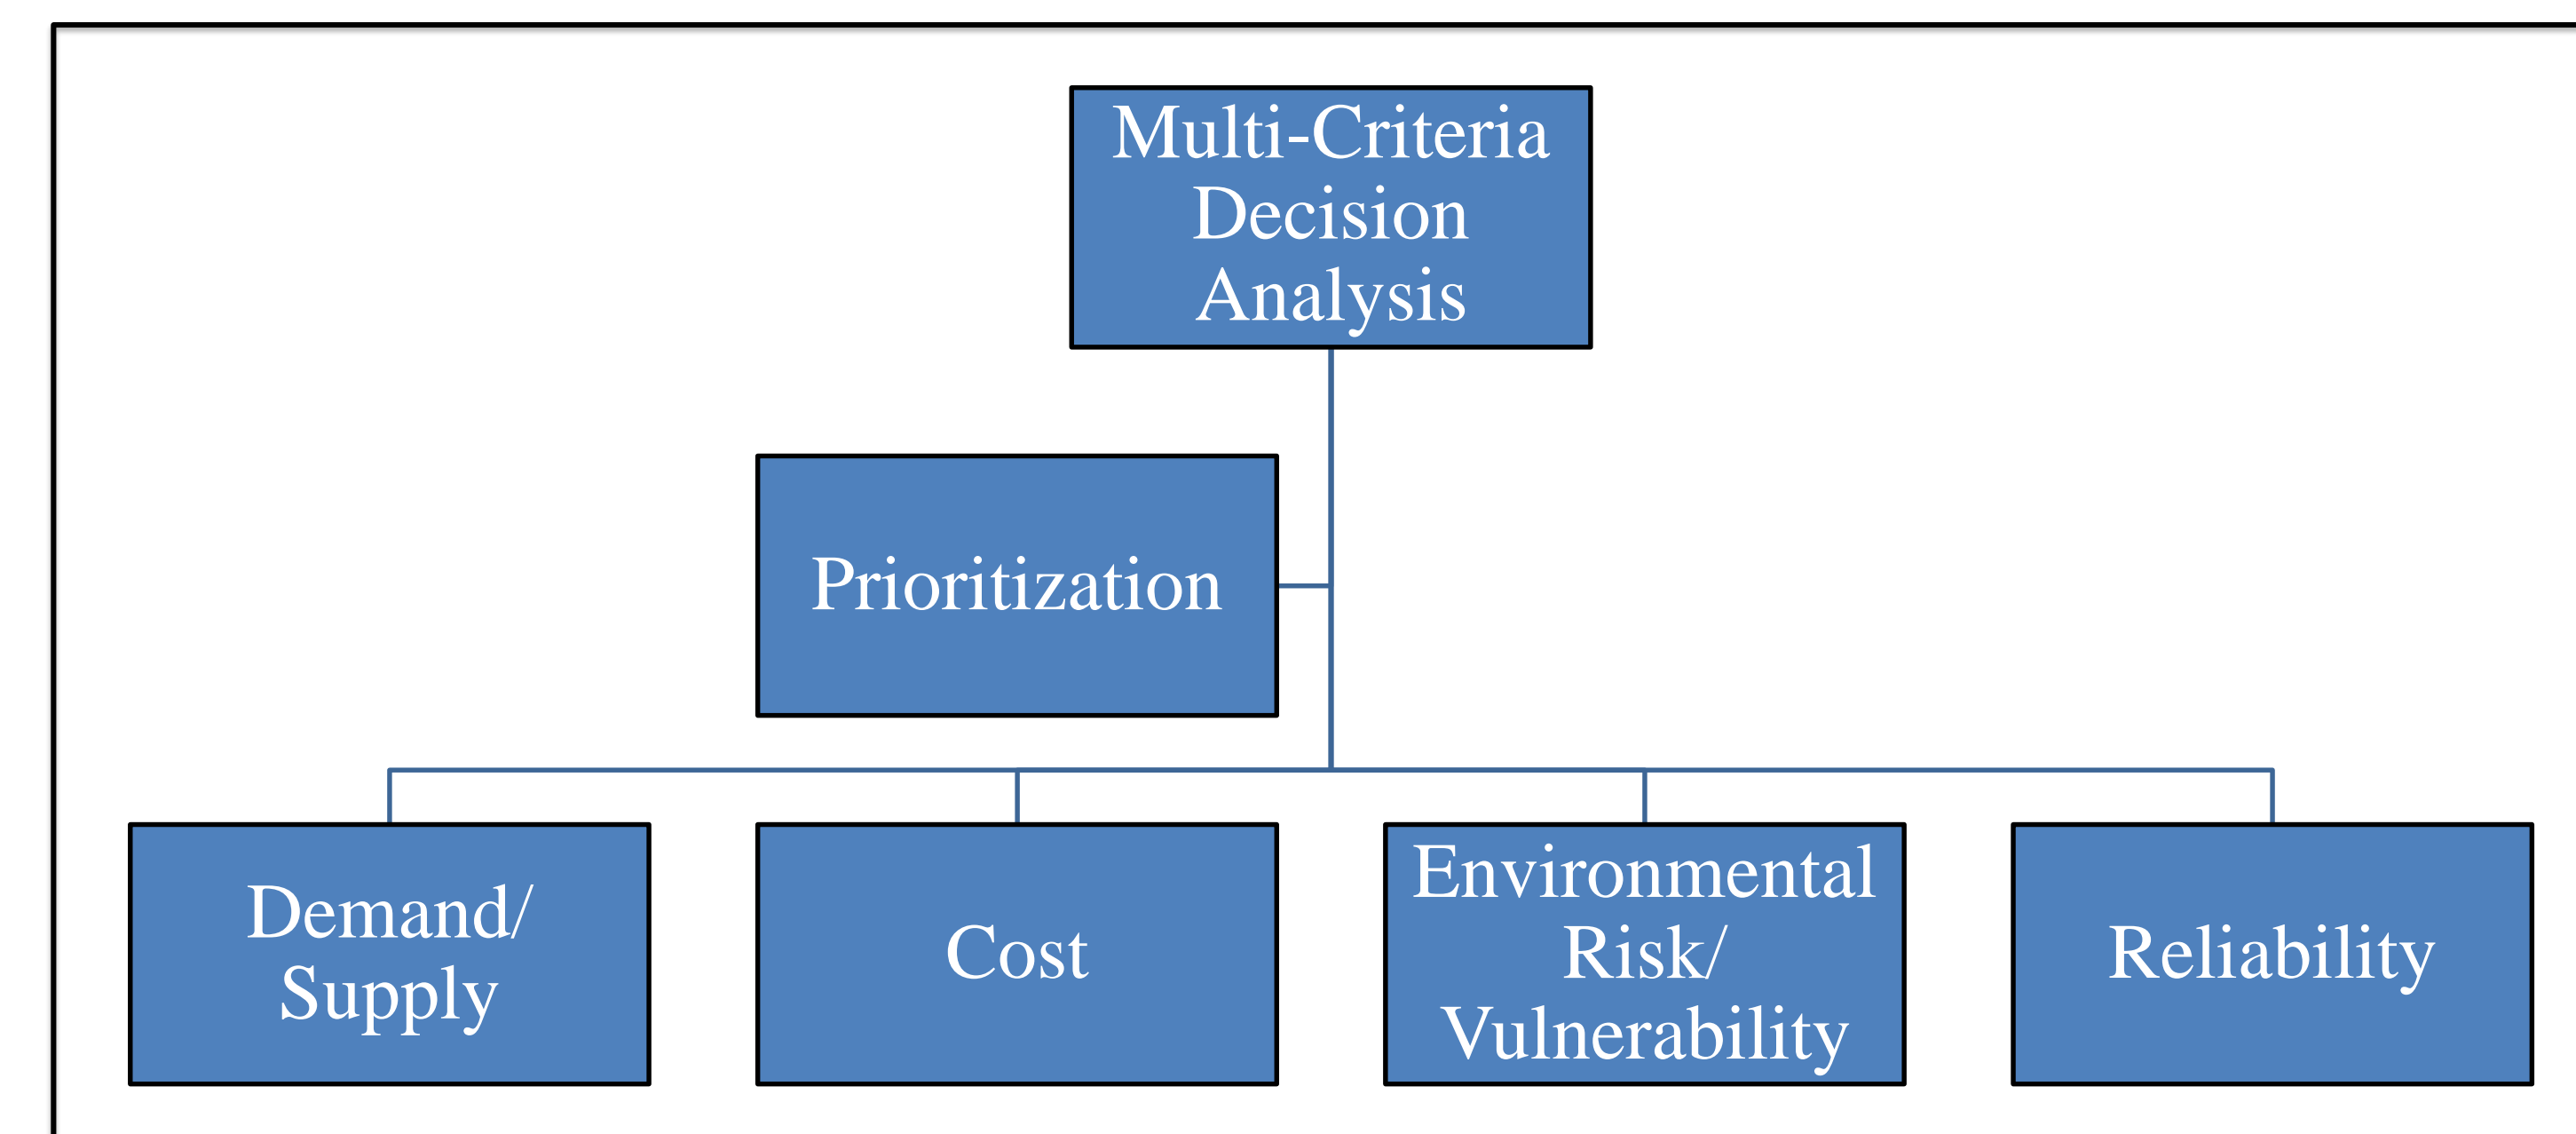 Multi-Criteria
Decision
Analysis
Prioritization
Demand/
Supply
Cost
Environmental
Risk/
Vulnerability
Reliability